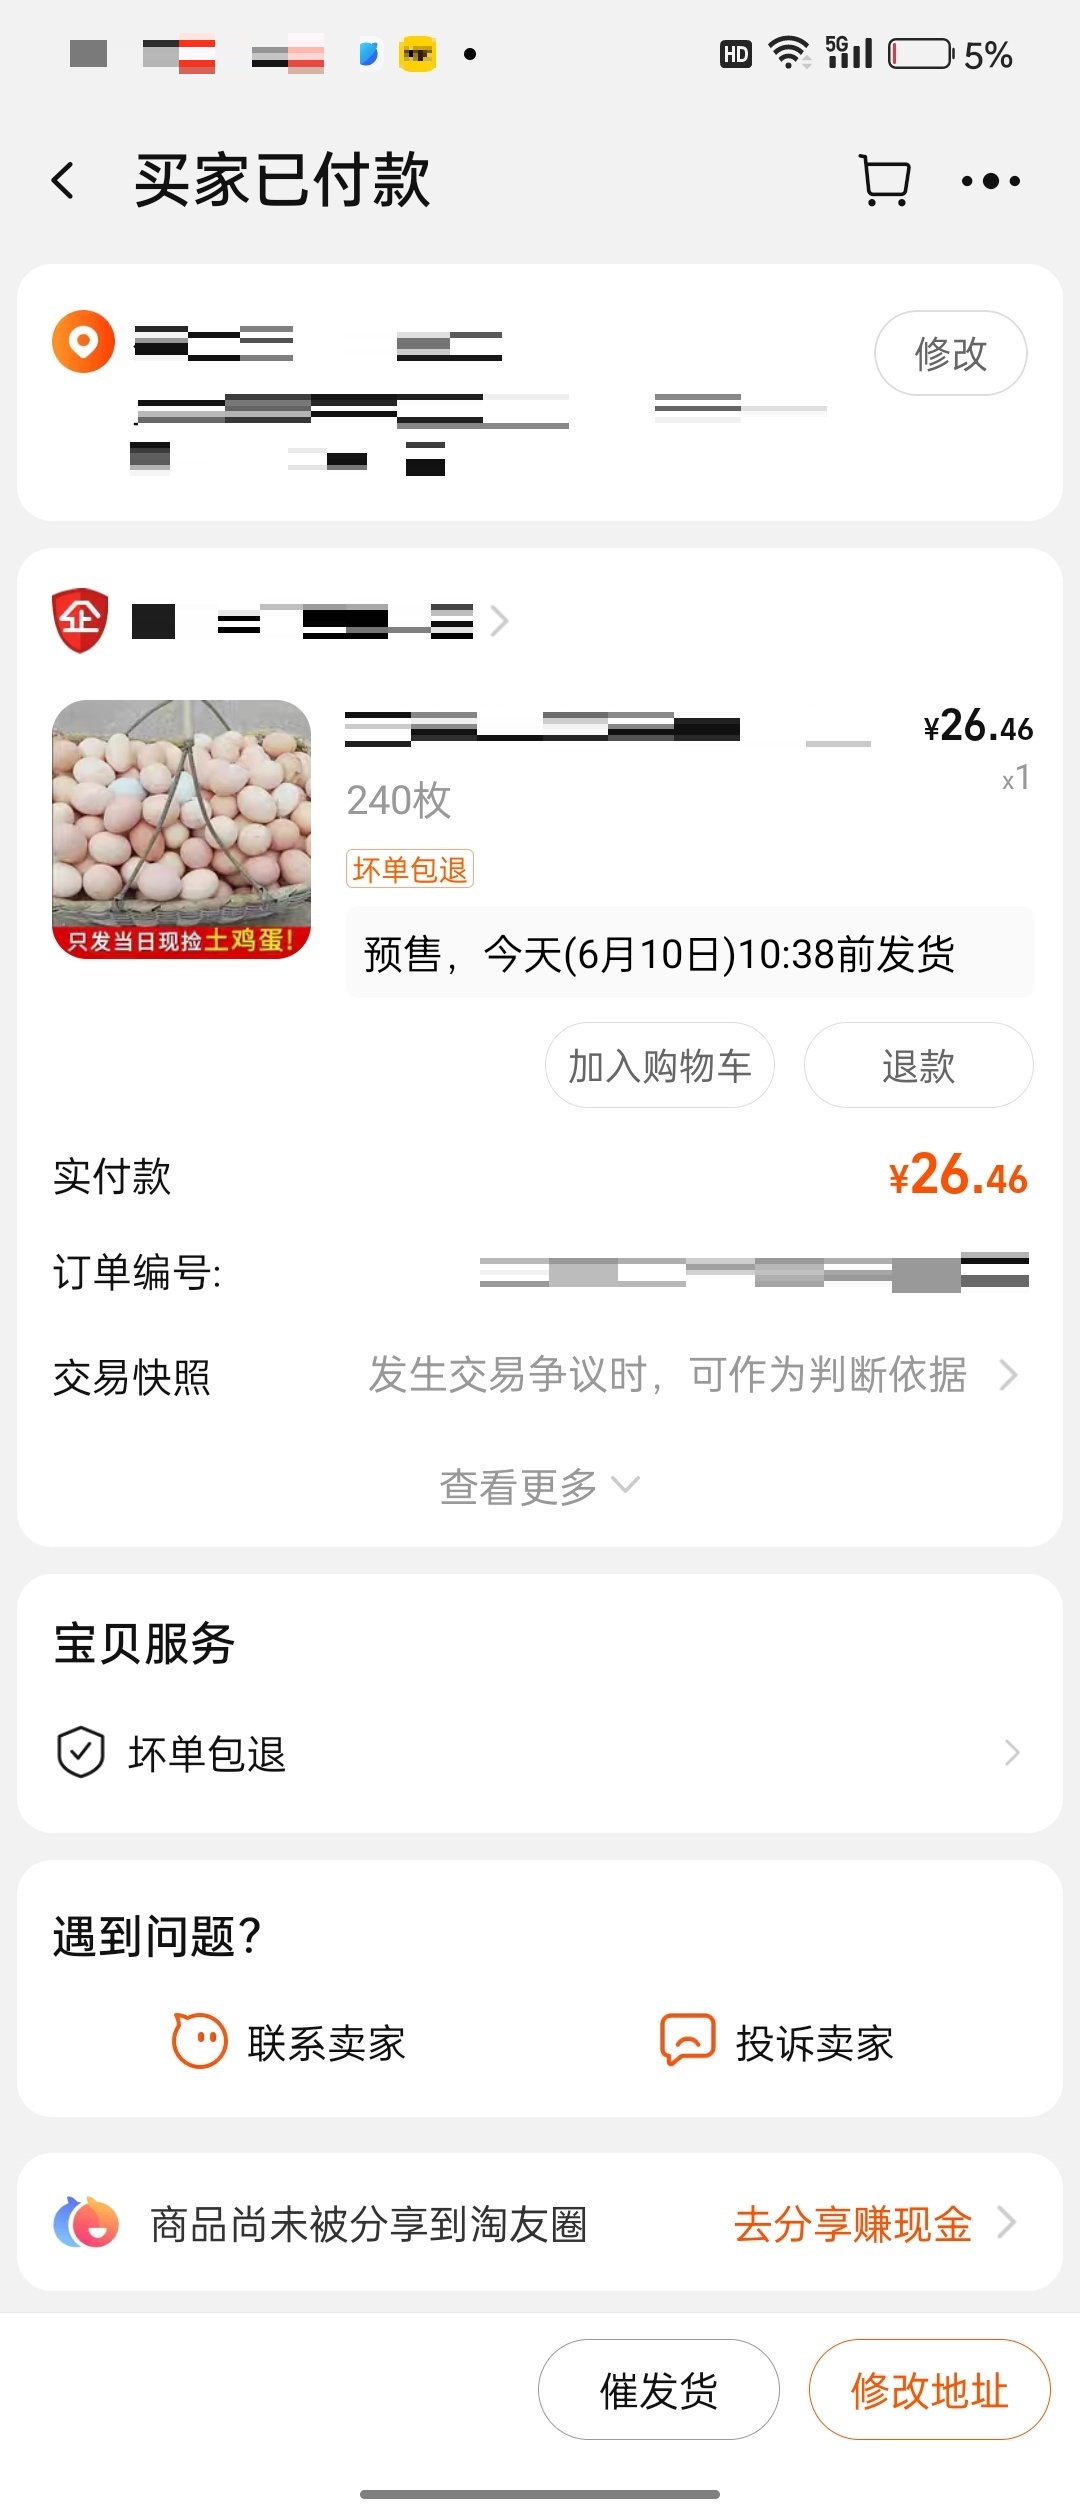 HD 5G 5%
买家已付款
修改
企
¥26.46
x1
240枚
坏单包退
只发当日现捡土鸡蛋!
预售，今天(6月10日)10:38前发货
加入购物车 退款
实付款 ¥26.46
订单编号:
交易快照 发生交易争议时，可作为判断依据
查看更多
宝贝服务
坏单包退
遇到问题?
联系卖家 投诉卖家
商品尚未被分享到淘友圈 去分享赚现金
催发货 修改地址